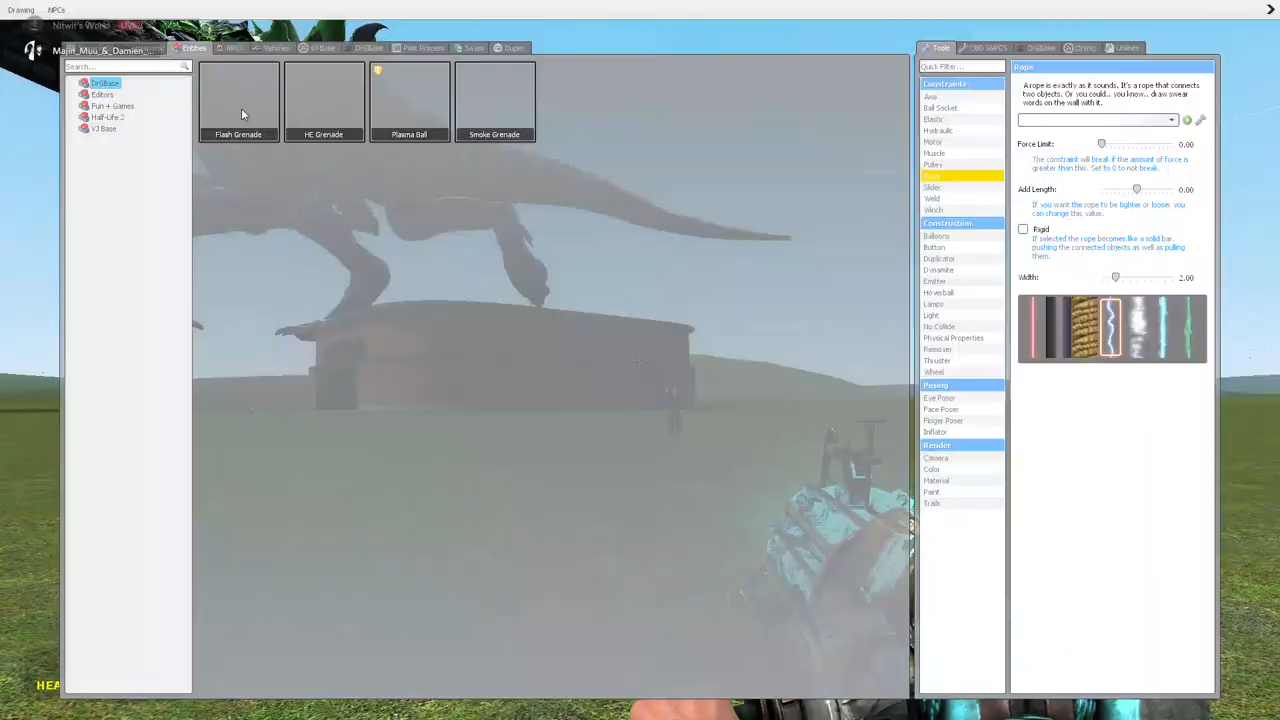 Drawing NPCs
Nitwit's World LIVE
Majin_Muu_&_Damien_...
Entities NPCs Vehicles VJ Base DrGBase Post Process Saves Dupes
Search...
DrGBase
Editors
Fun + Games
Half-Life 2
VJ Base
Flash Grenade
HE Grenade
Plasma Ball
Smoke Grenade
Tools DrGBase Utilities
Quick Filter...
Constraints
Axis
Ball Socket
Elastic
Hydraulic
Motor
Muscle
Pulley
Rope
Slider
Weld
Winch
Construction
Balloons
Button
Duplicator
Dynamite
Emitter
Hoverball
Lamps
Light
No Collide
Physical Properties
Remover
Thruster
Wheel
Posing
Eye Poser
Face Poser
Finger Poser
Inflator
Render
Camera
Color
Material
Paint
Trails
Rope
A rope is exactly as it sounds. It's a rope that connects
two objects. Or you could.. you know.. draw swear
words on the wall with it.
Force Limit: 0.00
The constraint will break if the amount of force is
greater than this. Set to 0 to not break.
Add Length: 0.00
If you want the rope to be tighter or looser you
can change this value.
Rigid
If selected the rope becomes like a solid bar,
pushing the connected objects as well as pulling
them.
Width: 2.00
HEA